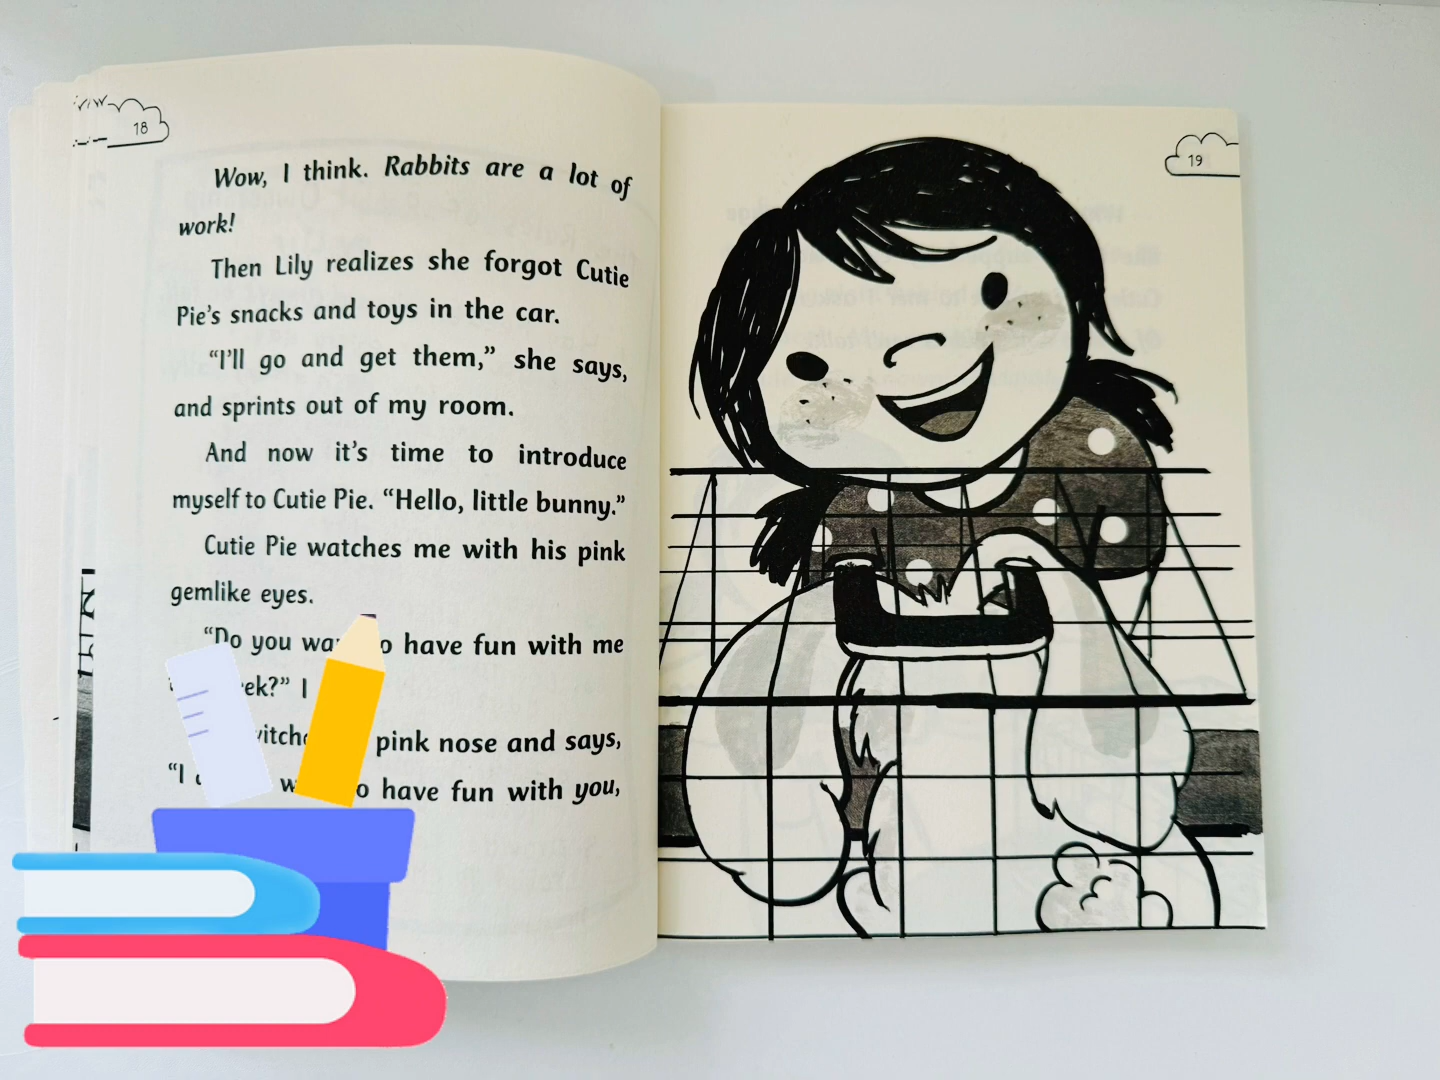 18
Wow, I think. Rabbits are a lot of
work!
Then Lily realizes she forgot Cutie
Pie's snacks and toys in the car.
“I'll go and get them,” she says,
and sprints out of my room.
And now it's time to introduce
myself to Cutie Pie. “Hello, little bunny.”
Cutie Pie watches me with his pink
gemlike eyes.
“Do you have fun with me
I
pink nose and says,
“I have fun with you,
19